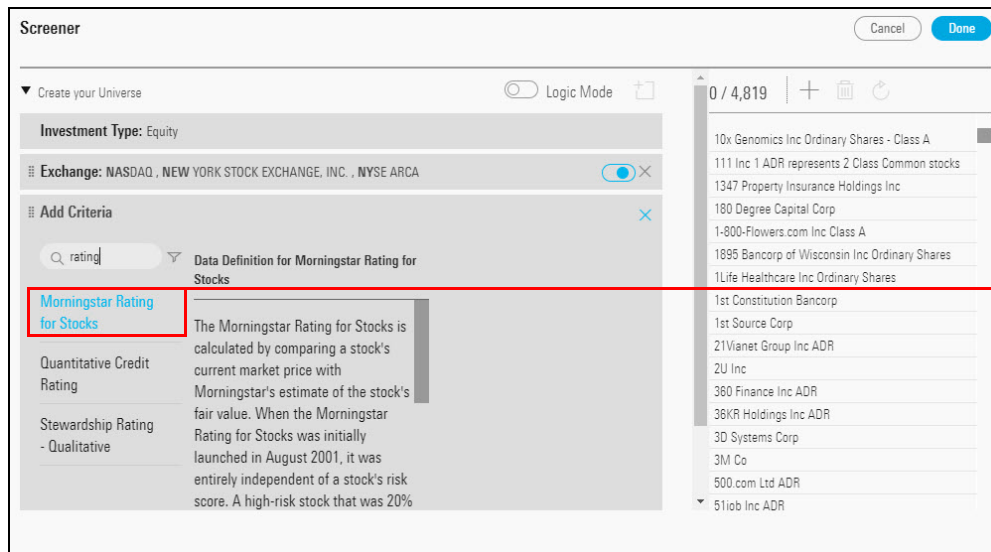 Screener
Cancel
Done
Create your Universe
Logic Mode
0 / 4,819
Investment Type: Equity
Exchange: NASDAQ , NEW YORK STOCK EXCHANGE, INC. , NYSE ARCA
Add Criteria
rating
Morningstar Rating
for Stocks
Quantitative Credit
Rating
Stewardship Rating
- Qualitative
Data Definition for Morningstar Rating for
Stocks
The Morningstar Rating for Stocks is
calculated by comparing a stock's
current market price with
Morningstar's estimate of the stock's
fair value. When the Morningstar
Rating for Stocks was initially
launched in August 2001, it was
entirely independent of a stock's risk
score. A high-risk stock that was 20%
10x Genomics Inc Ordinary Shares - Class A
111 Inc 1 ADR represents 2 Class Common stocks
1347 Property Insurance Holdings Inc
180 Degree Capital Corp
1-800-Flowers.com Inc Class A
1895 Bancorp of Wisconsin Inc Ordinary Shares
1Life Healthcare Inc Ordinary Shares
1st Constitution Bancorp
1st Source Corp
21Vianet Group Inc ADR
2U Inc
360 Finance Inc ADR
36KR Holdings Inc ADR
3D Systems Corp
3M Co
500.com Ltd ADR
51job Inc ADR